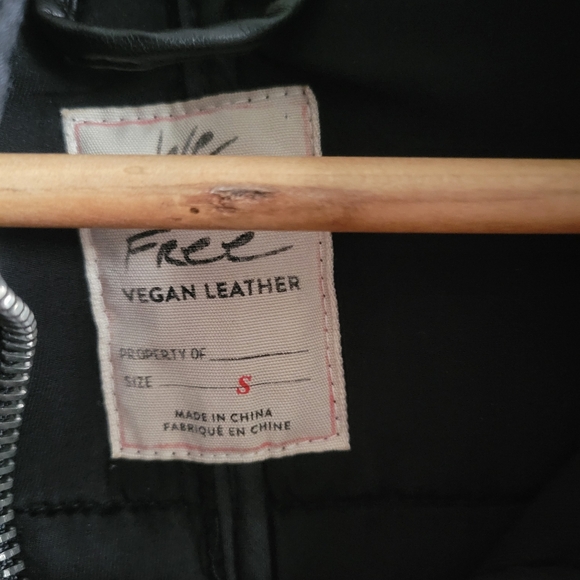 We
Free
VEGAN LEATHER
PROPERTY OF
SIZE S
MADE IN CHINA
FABRIQUÉ EN CHINE